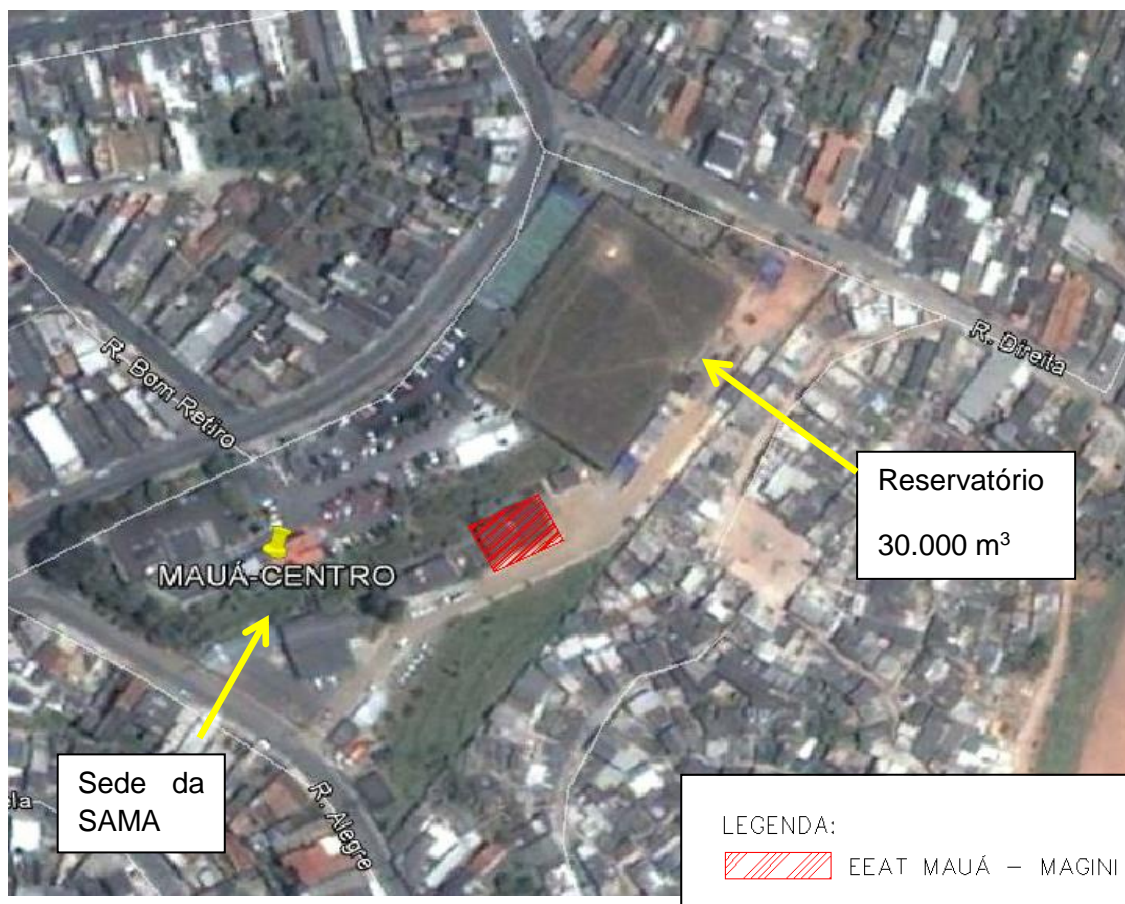 R. Direita
R. Bom Retiro
Reservatório
30.000 m³
MAUÁ-CENTRO
Sede da
SAMA
R. Alegre
LEGENDA:
EEAT MAUÁ – MAGINI